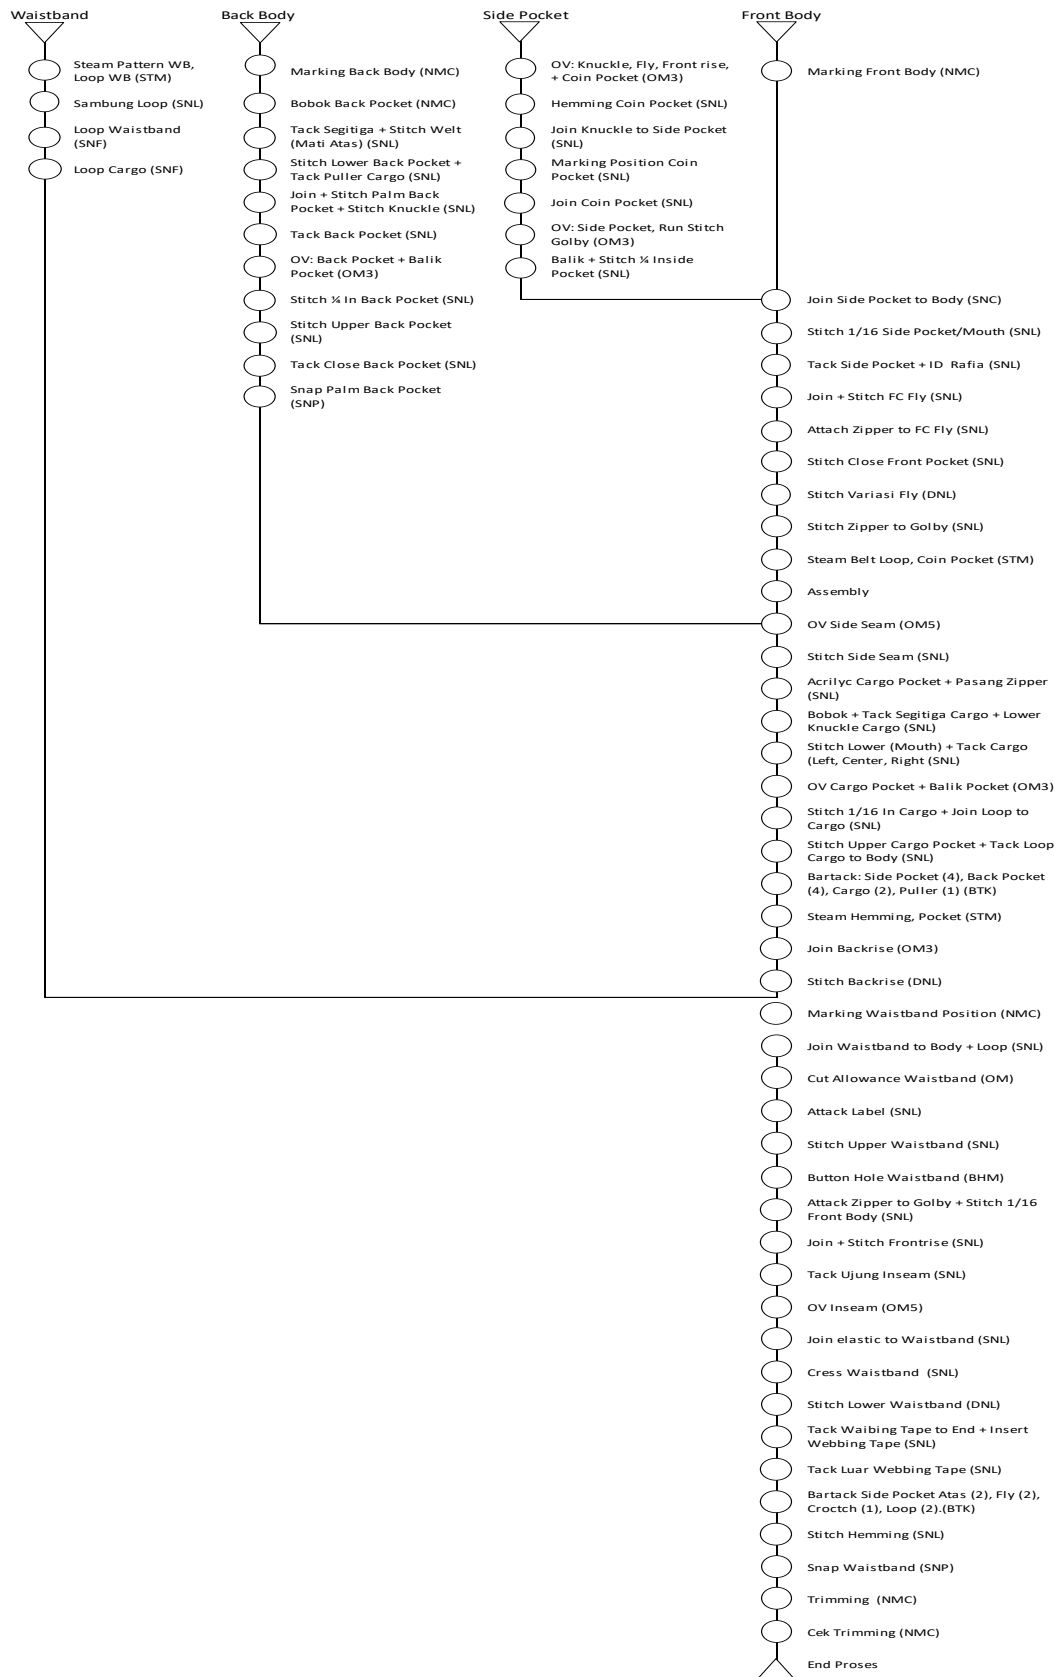 Waistband
Steam Pattern WB,
Loop WB (STM)
Sambung Loop (SNL)
Loop Waistband
(SNF)
Loop Cargo (SNF)
Back Body
Marking Back Body (NMC)
Bobok Back Pocket (NMC)
Tack Segitiga + Stitch Welt
(Mati Atas) (SNL)
Stitch Lower Back Pocket +
Tack Puller Cargo (SNL)
Join + Stitch Palm Back
Pocket + Stitch Knuckle (SNL)
Tack Back Pocket (SNL)
OV: Back Pocket + Balik
Pocket (OM3)
Stitch ¼ In Back Pocket (SNL)
Stitch Upper Back Pocket
(SNL)
Tack Close Back Pocket (SNL)
Snap Palm Back Pocket
(SNP)
Side Pocket
OV: Knuckle, Fly, Front rise,
+ Coin Pocket (OM3)
Hemming Coin Pocket (SNL)
Join Knuckle to Side Pocket
(SNL)
Marking Position Coin
Pocket (SNL)
Join Coin Pocket (SNL)
OV: Side Pocket, Run Stitch
Golby (OM3)
Balik + Stitch ¼ Inside
Pocket (SNL)
Front Body
Marking Front Body (NMC)
Join Side Pocket to Body (SNC)
Stitch 1/16 Side Pocket/Mouth (SNL)
Tack Side Pocket + ID Rafia (SNL)
Join + Stitch FC Fly (SNL)
Attach Zipper to FC Fly (SNL)
Stitch Close Front Pocket (SNL)
Stitch Variasi Fly (DNL)
Stitch Zipper to Golby (SNL)
Steam Belt Loop, Coin Pocket (STM)
Assembly
OV Side Seam (OM5)
Stitch Side Seam (SNL)
Acrilyc Cargo Pocket + Pasang Zipper
(SNL)
Bobok + Tack Segitiga Cargo + Lower
Knuckle Cargo (SNL)
Stitch Lower (Mouth) + Tack Cargo
(Left, Center, Right (SNL)
OV Cargo Pocket + Balik Pocket (OM3)
Stitch 1/16 In Cargo + Join Loop to
Cargo (SNL)
Stitch Upper Cargo Pocket + Tack Loop
Cargo to Body (SNL)
Bartack: Side Pocket (4), Back Pocket
(4), Cargo (2), Puller (1) (BTK)
Steam Hemming, Pocket (STM)
Join Backrise (OM3)
Stitch Backrise (DNL)
Marking Waistband Position (NMC)
Join Waistband to Body + Loop (SNL)
Cut Allowance Waistband (OM)
Attack Label (SNL)
Stitch Upper Waistband (SNL)
Button Hole Waistband (BHM)
Attack Zipper to Golby + Stitch 1/16
Front Body (SNL)
Join + Stitch Frontrise (SNL)
Tack Ujung Inseam (SNL)
OV Inseam (OM5)
Join elastic to Waistband (SNL)
Cress Waistband (SNL)
Stitch Lower Waistband (DNL)
Tack Waibing Tape to End + Insert
Webbing Tape (SNL)
Tack Luar Webbing Tape (SNL)
Bartack Side Pocket Atas (2), Fly (2),
Croctch (1), Loop (2).(BTK)
Stitch Hemming (SNL)
Snap Waistband (SNP)
Trimming (NMC)
Cek Trimming (NMC)
End Proses